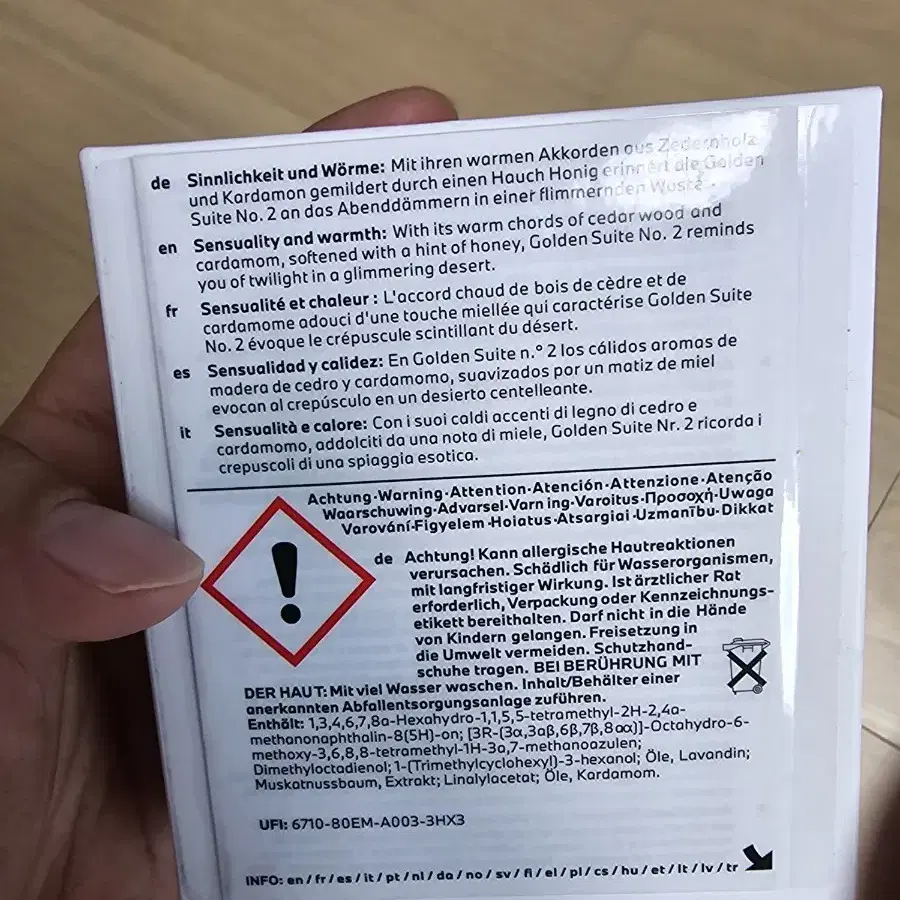 de Sinnlichkeit und Wörme: Mit ihren warmen Akkorden aus Zedernholz
und Kardamon gemildert durch einen Hauch Honig erinnert die Golden
Suite No. 2 an das Abenddämmern in einer flimmernden
en Sensuality and warmth: With its warm chords of cedar wood and
cardamom, softened with a hint of honey, Golden Suite No. 2 reminds
you of twilight in a glimmering desert.
fr Sensualité et chaleur : L'accord chaud de bois de cèdre et de
cardamome adouci d'une touche miellée qui caractérise Golden Suite
No. 2 évoque le crépuscule scintillant du désert.
es Sensualidad y calidez: En Golden Suite n.° 2 los cálidos aromas de
madera de cedro y cardamomo, suavizados por un matiz de miel
evocan al crepúsculo en un desierto centelleante.
it Sensualità e calore: Con i suoi caldi accenti di legno di cedro e
cardamomo, addolciti da una nota di miele, Golden Suite Nr. 2 ricorda i
crepuscoli di una spiaggia esotica.
Achtung·Warning·Attention·Atención·Attenzione·Atenção
Waarschuwing·Advarsel·Varning·Varoitus·Προσοχή·Uwaga
Varování·Figyelem·Hoiatus·Atsargiai·Uzmanību·Dikkat
de Achtung! Kann allergische Hautreaktionen
verursachen. Schädlich für Wasserorganismen,
mit langfristiger Wirkung. Ist ärztlicher Rat
erforderlich, Verpackung oder Kennzeichnungs-
etikett bereithalten. Darf nicht in die Hände
von Kindern gelangen. Freisetzung in
die Umwelt vermeiden. Schutzhand-
schuhe tragen. BEI BERÜHRUNG MIT
DER HAUT: Mit viel Wasser waschen. Inhalt/Behälter einer
anerkannten Abfallentsorgungsanlage zuführen.
Enthält: 1,3,4,6,7,8a-Hexahydro-1,1,5,5-tetramethyl-2H-2,4a-
methanonaphthalin-8(5H)-on; [3R-(3α,3aβ,6β,7β,8aα)]-Octahydro-6-
methoxy-3,6,8,8-tetramethyl-1H-3a,7-methanoazulen;
Dimethyloctadienol; 1-(Trimethylcyclohexyl)-3-hexanol; Öle, Lavandin;
Muskatnussbaum, Extrakt; Linalylacetat; Öle, Kardamom.
UFI: 6710-80EM-A003-3HX3
INFO: en / fr / es / it / pt / nl / da / no / sv / fi / el / pl / cs / hu / et / lt / lv / tr